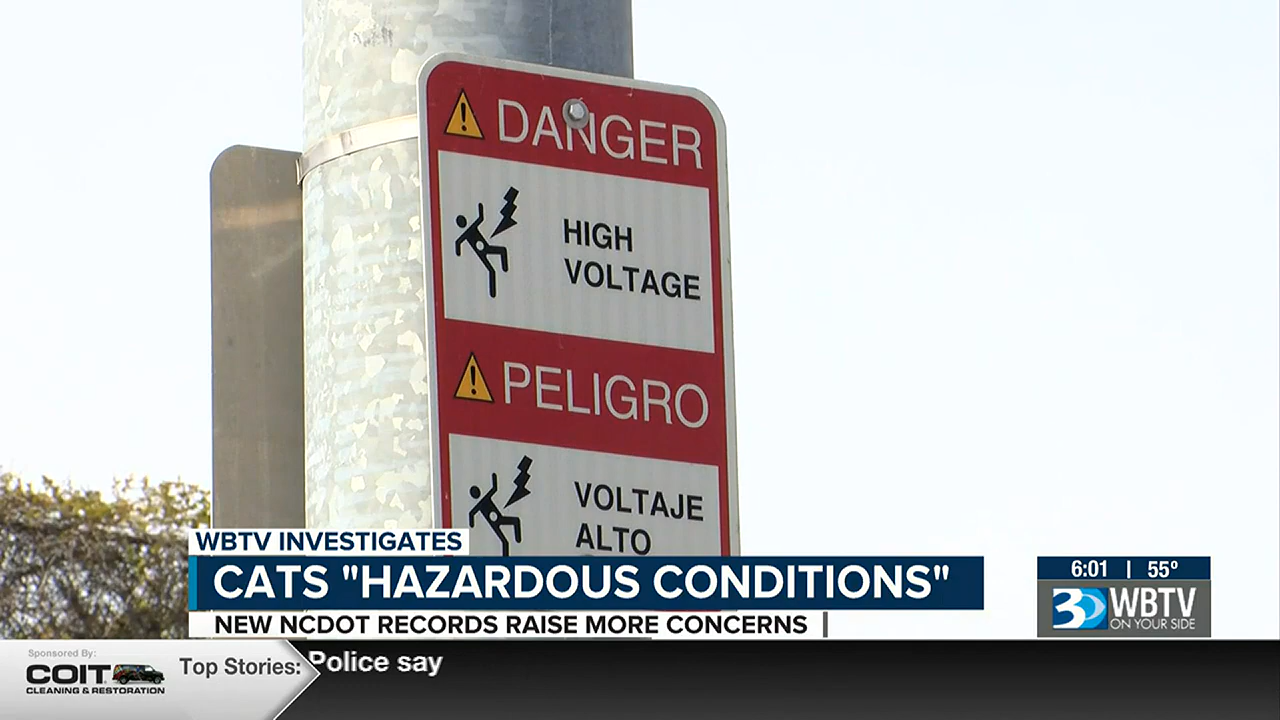 DANGER
HIGH
VOLTAGE
PELIGRO
VOLTAJE
ALTO
WBTV INVESTIGATES
CATS "HAZARDOUS CONDITIONS"
NEW NCDOT RECORDS RAISE MORE CONCERNS
6:01 | 55º
3 WBTV
ON YOUR SIDE
Sponsored By:
COIT
CLEANING & RESTORATION
Top Stories:
Police say